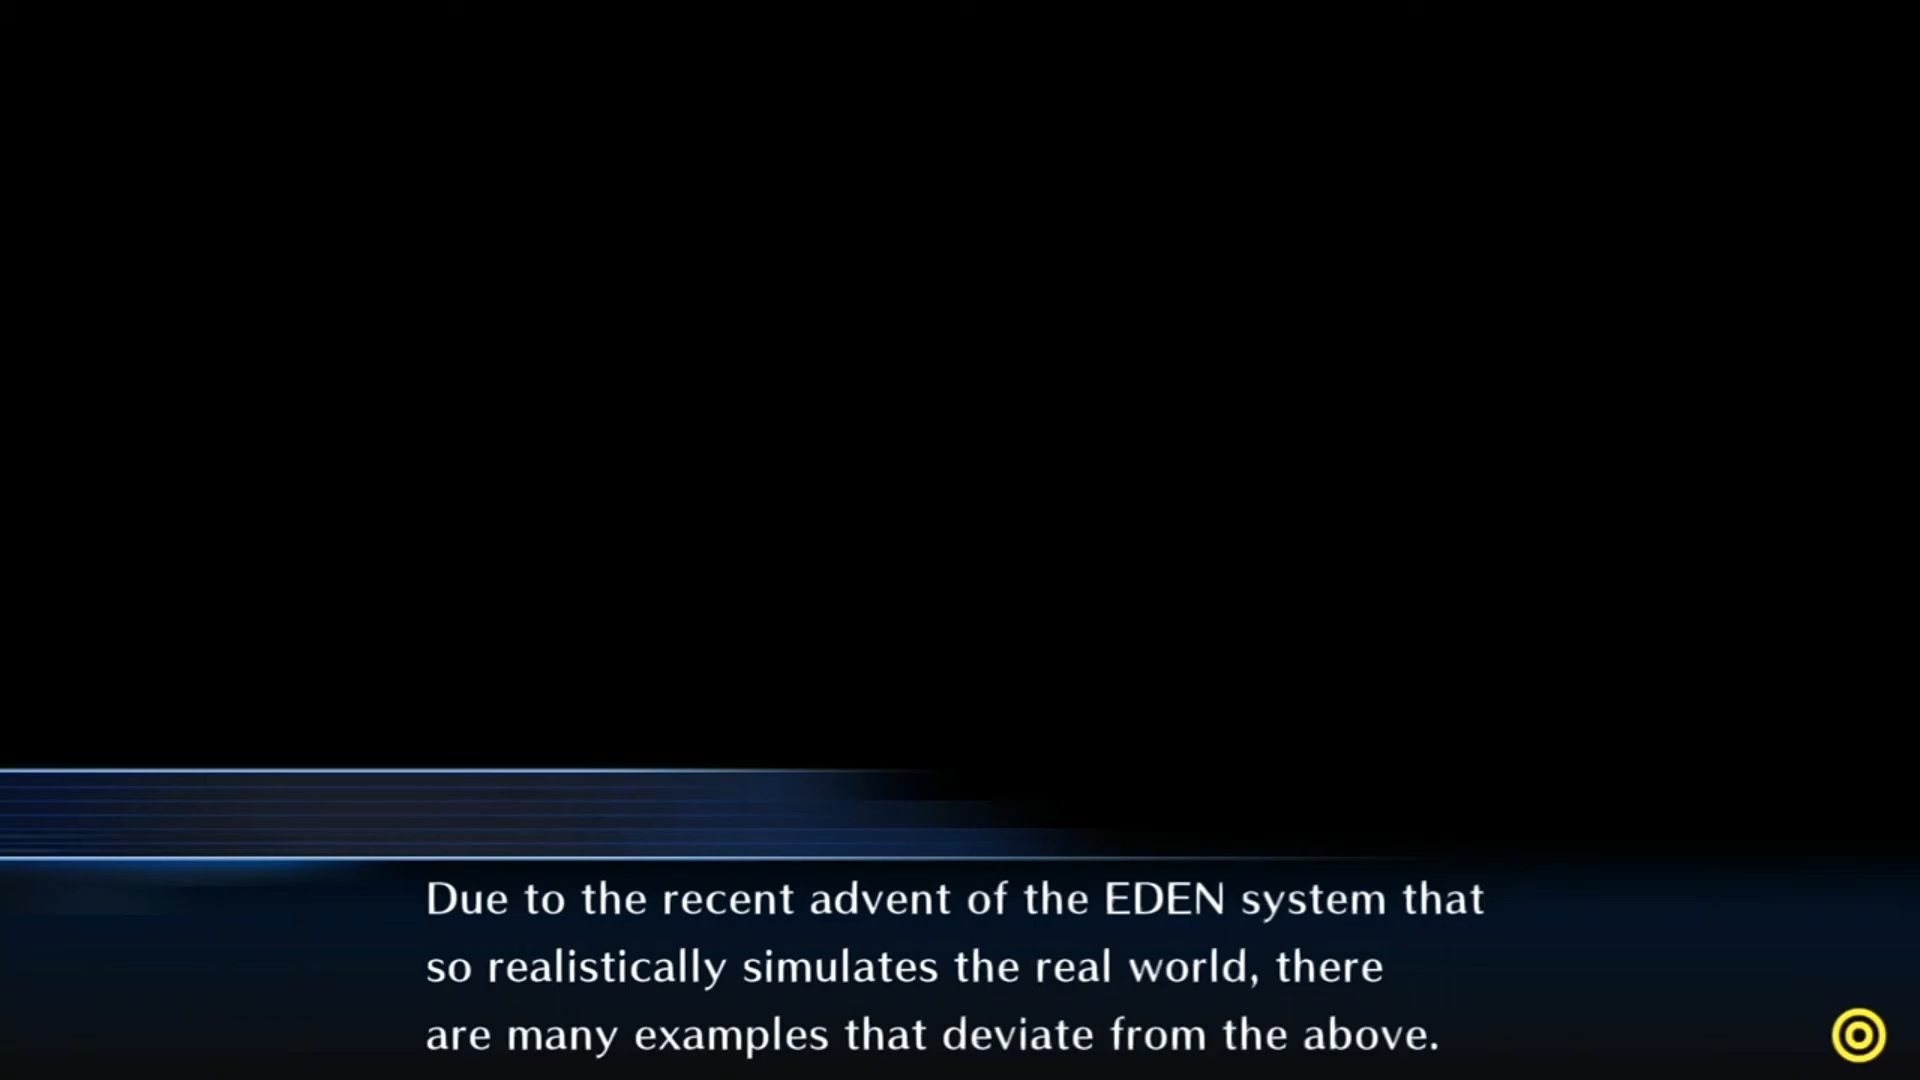 Due to the recent advent of the EDEN system that
so realistically simulates the real world, there
are many examples that deviate from the above.